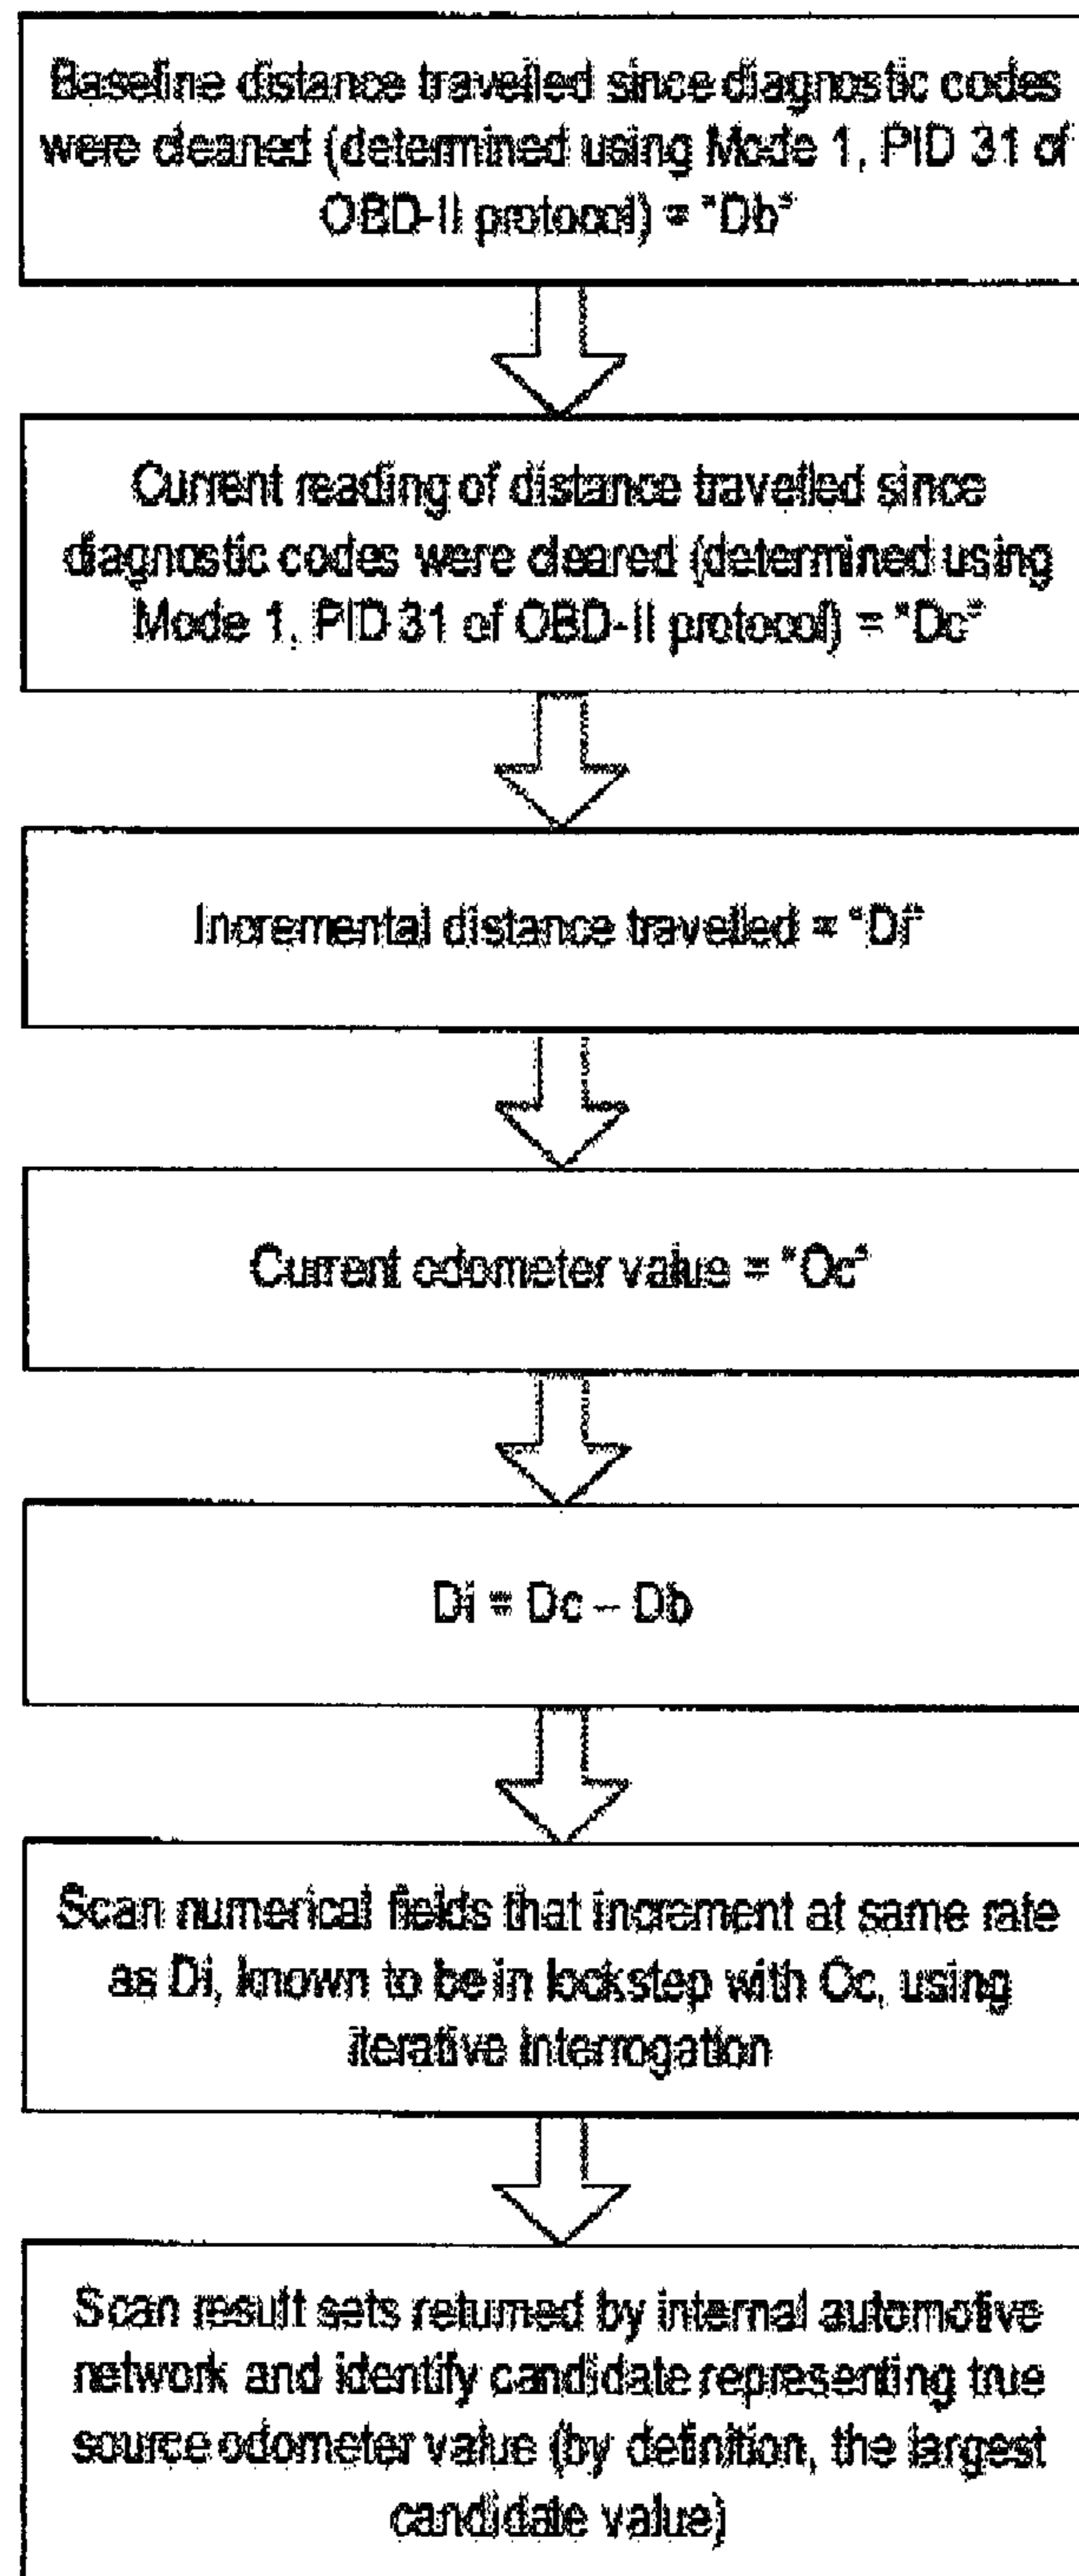 Baseline distance travelled since diagnostic codes
were cleared (determined using Mode 1, PID 31 of
OBD-II protocol) = "Db"
Current reading of distance travelled since
diagnostic codes were cleared (determined using
Mode 1, PID 31 of OBD-II protocol) = "Dc"
Incremental distance travelled = "Di"
Current odometer value = "Oc"
Di = Dc – Db
Scan numerical fields that increment at same rate
as Di, known to be in lockstep with Oc, using
iterative interrogation
Scan result sets returned by internal automotive
network and identify candidate representing true
source odometer value (by definition, the largest
candidate value)